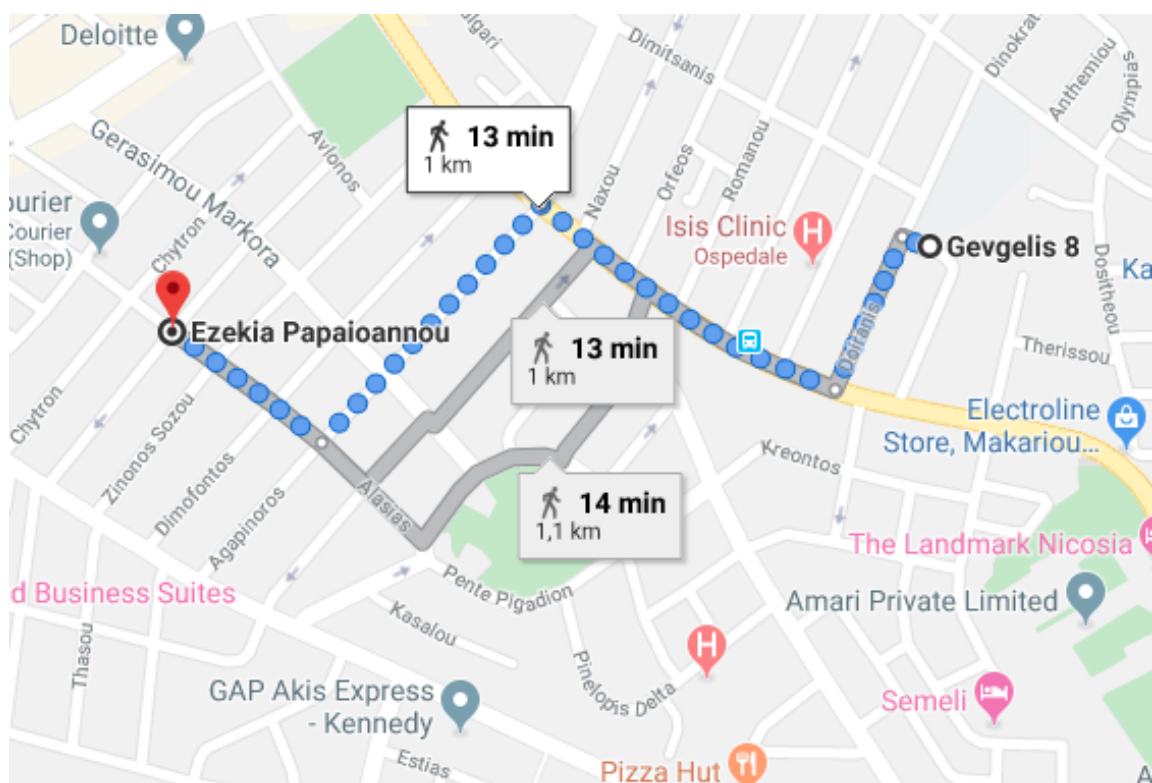 Deloitte
ulgari
Dimitsanis
Dinokrat
Anthemiou
Olympias
Avlonos
13 min
1 km
Gerasimou Markora
Naxou
Orfeos
Romanou
ourier
Courier
(Shop)
Chytron
Isis Clinic
Ospedale
H
Gevgelis 8
Dositheou
Ka
Ezekia Papaioannou
13 min
1 km
Doiranis
Therissou
Chytron
Zinonos Sozou
Electroline
Store, Makariou...
Kreontos
Dimofontos
Agapinoros
Alasias
14 min
1,1 km
The Landmark Nicosia
d Business Suites
Pente Pigadion
Amari Private Limited
Kasalou
Thasou
H
Pinelopis Delta
GAP Akis Express
- Kennedy
Semeli
Estias
Pizza Hut
A